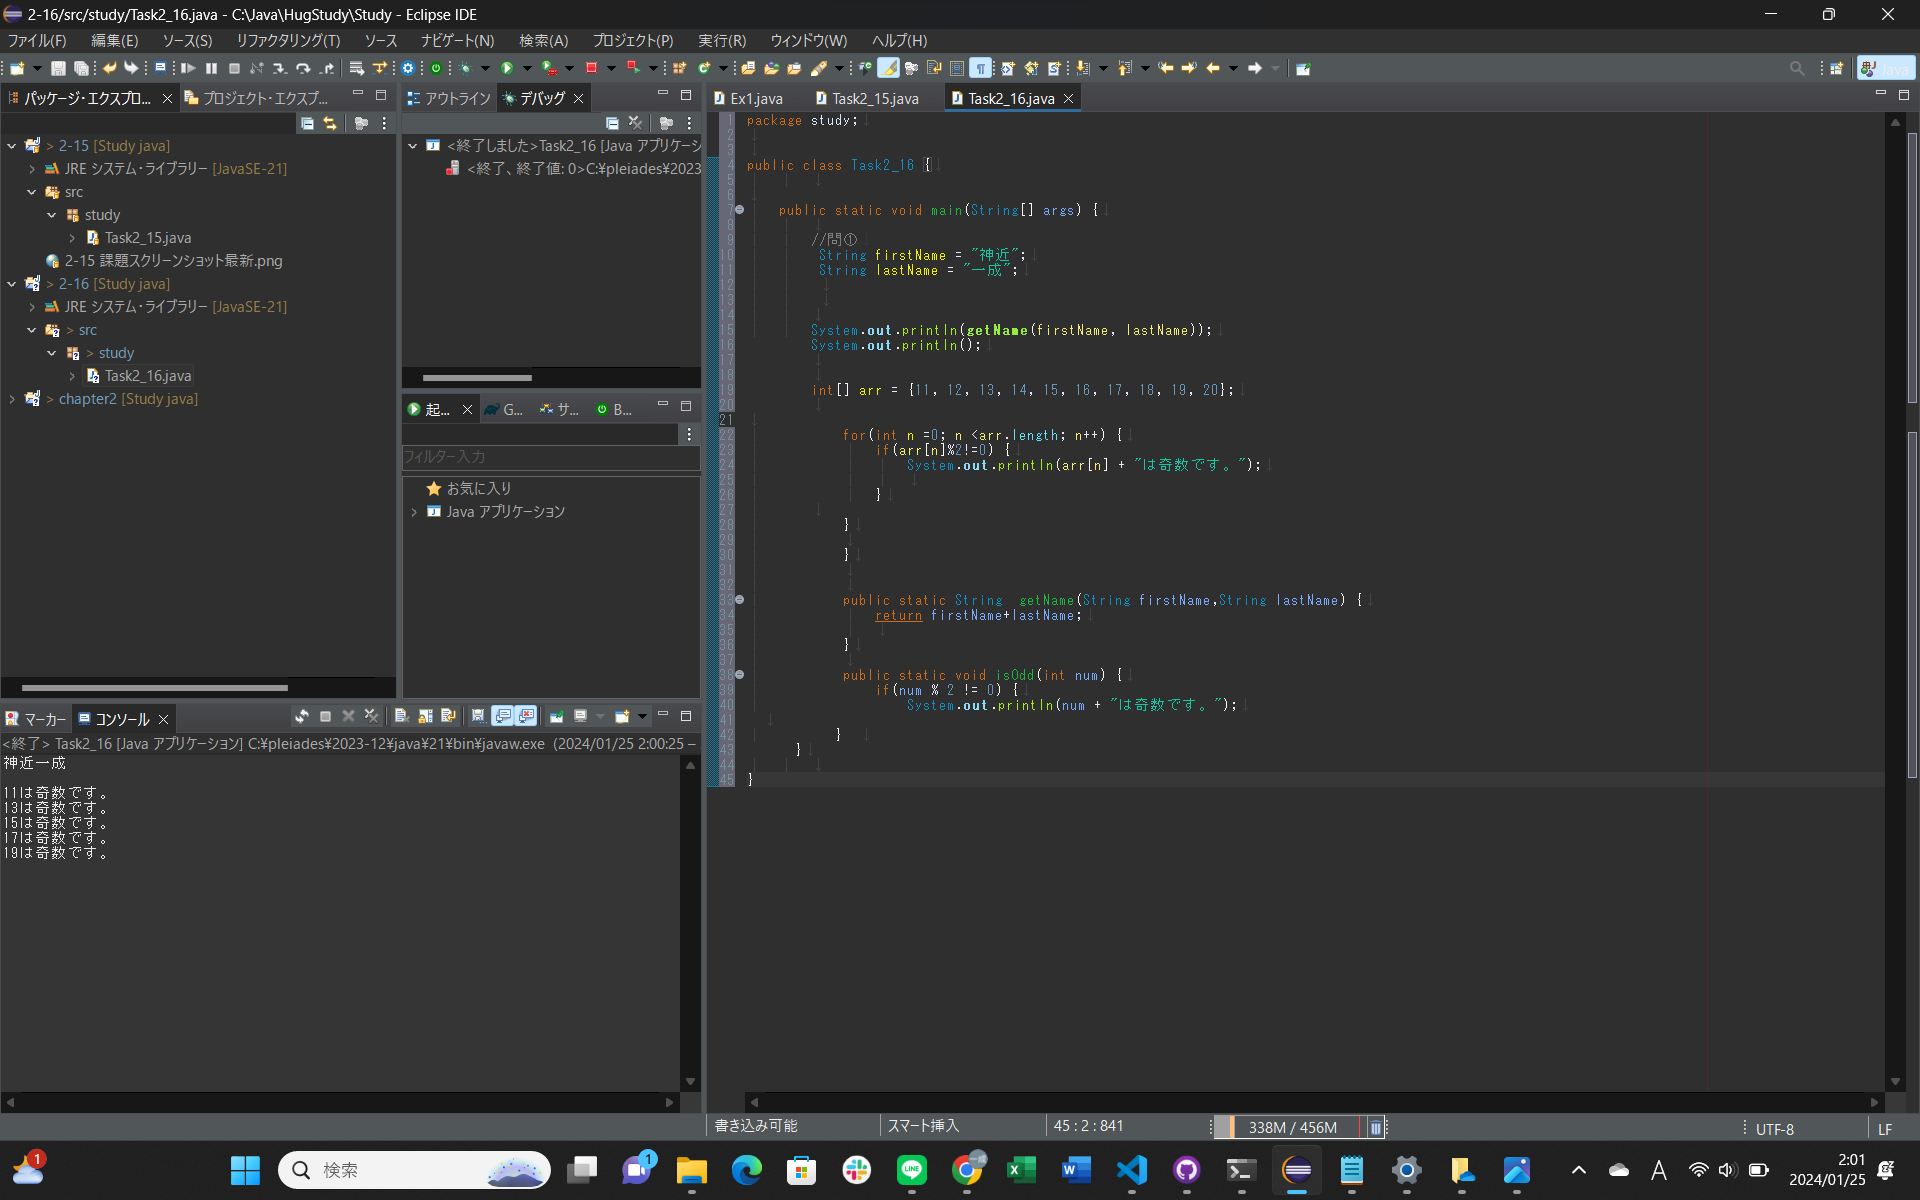 2-16/src/study/Task2_16.java - C:\Java\HugStudy\Study - Eclipse IDE
ファイル(F) 編集(E) ソース(S) リファクタリング(T) ソース ナビゲート(N) 検索(A) プロジェクト(P) 実行(R) ウィンドウ(W) ヘルプ(H)
Java
パッケージ・エクスプロ... プロジェクト・エクスプ...
> 2-15 [Study java]
JRE システム・ライブラリー [JavaSE-21]
src
study
Task2_15.java
2-15 課題スクリーンショット最新.png
> 2-16 [Study java]
JRE システム・ライブラリー [JavaSE-21]
> src
> study
Task2_16.java
> chapter2 [Study java]
アウトライン デバッグ
<終了しました>Task2_16 [Java アプリケーシ
<終了、終了値: 0>C:¥pleiades¥2023
起... G... サ... B...
フィルター入力
お気に入り
Java アプリケーション
Ex1.java Task2_15.java Task2_16.java
1 package study;
2
3
4 public class Task2_16 {
5
6
7 public static void main(String[] args) {
8
9 //問①
10 String firstName = "神近";
11 String lastName = "一成";
12
13
14
15 System.out.println(getName(firstName, lastName));
16 System.out.println();
17
18
19 int[] arr = {11, 12, 13, 14, 15, 16, 17, 18, 19, 20};
20
21
22 for(int n =0; n <arr.length; n++) {
23 if(arr[n]%2!=0) {
24 System.out.println(arr[n] + "は奇数です。");
25
26 }
27
28 }
29
30 }
31
32
33 public static String getName(String firstName,String lastName) {
34 return firstName+lastName;
35
36 }
37
38 public static void isOdd(int num) {
39 if(num % 2 != 0) {
40 System.out.println(num + "は奇数です。");
41
42 }
43 }
44
45 }
マーカー コンソール
<終了> Task2_16 [Java アプリケーション] C:¥pleiades¥2023-12¥java¥21¥bin¥javaw.exe (2024/01/25 2:00:25 –
神近一成
11は奇数です。
13は奇数です。
15は奇数です。
17は奇数です。
19は奇数です。
書き込み可能 スマート挿入 45 : 2 : 841 338M / 456M UTF-8 LF
1 検索 1 LINE A 2:01
2024/01/25